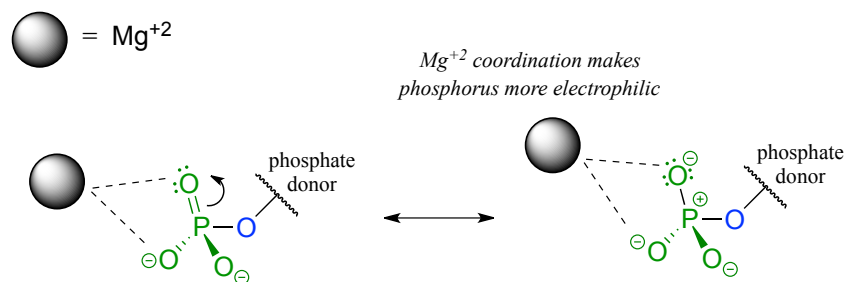 = Mg+2
Mg+2 coordination makes
phosphorus more electrophilic
phosphate
donor
O
P
O
O
O⊖
⊖
phosphate
donor
O⊖
P⊕
O
⊖O
O⊖